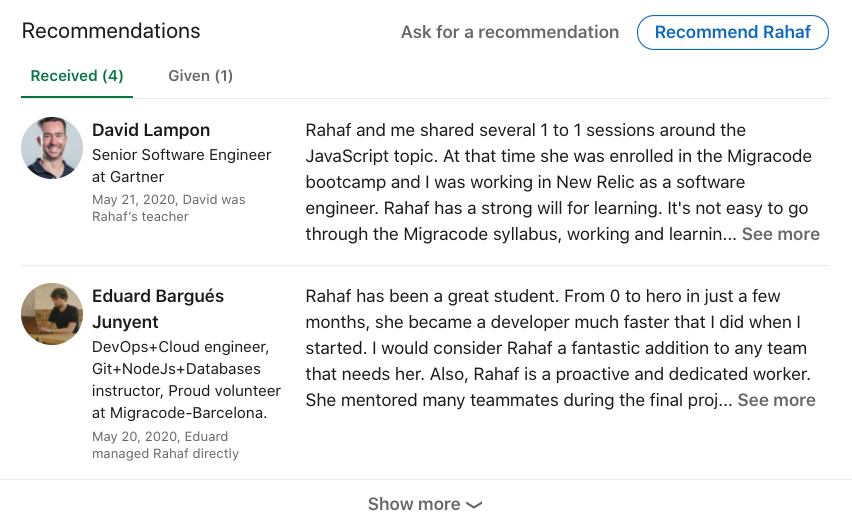 Recommendations
Ask for a recommendation
Recommend Rahaf
Received (4)
Given (1)
David Lampon
Senior Software Engineer
at Gartner
May 21, 2020, David was
Rahaf's teacher
Rahaf and me shared several 1 to 1 sessions around the
JavaScript topic. At that time she was enrolled in the Migracode
bootcamp and I was working in New Relic as a software
engineer. Rahaf has a strong will for learning. It's not easy to go
through the Migracode syllabus, working and learnin... See more
Eduard Bargués
Junyent
DevOps+Cloud engineer,
Git+NodeJs+Databases
instructor, Proud volunteer
at Migracode-Barcelona.
May 20, 2020, Eduard
managed Rahaf directly
Rahaf has been a great student. From 0 to hero in just a few
months, she became a developer much faster that I did when I
started. I would consider Rahaf a fantastic addition to any team
that needs her. Also, Rahaf is a proactive and dedicated worker.
She mentored many teammates during the final proj... See more
Show more